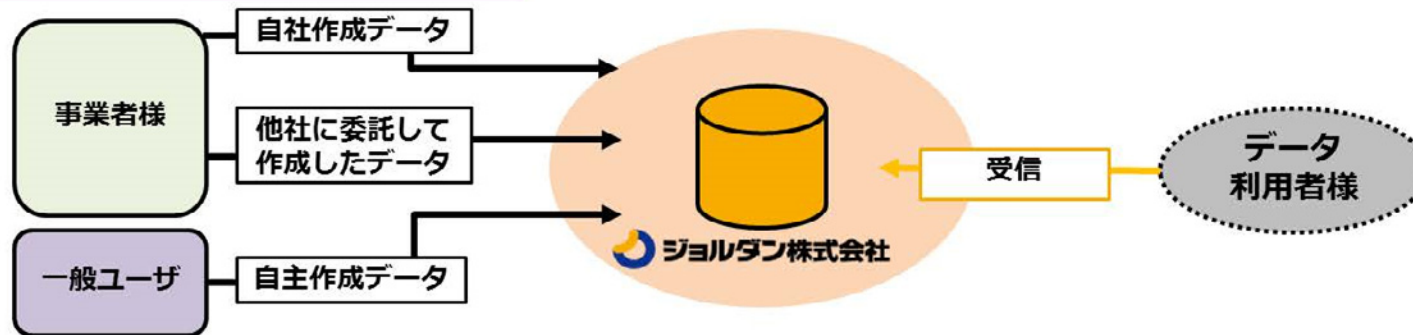 事業者様
自社作成データ
他社に委託して
作成したデータ
一般ユーザ
自主作成データ
ジョルダン株式会社
受信
データ
利用者様